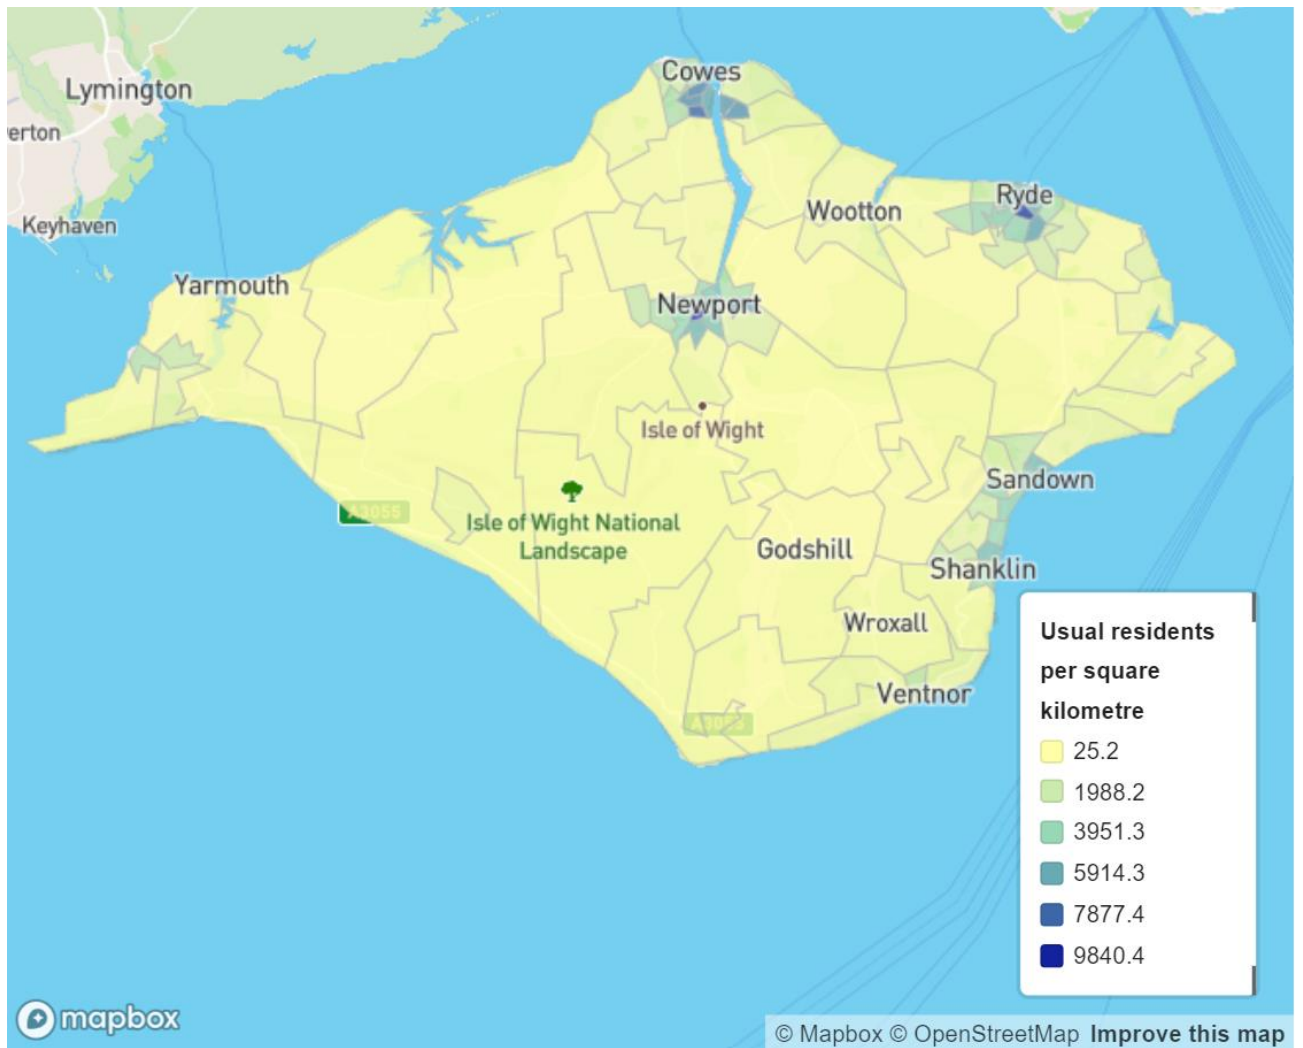 Cowes
Lymington
erton
Ryde
Wootton
Keyhaven
Yarmouth
Newport
Isle of Wight
Sandown
A3055
Isle of Wight National
Landscape
Godshill
Shanklin
Wroxall
Ventnor
A3055
Usual residents
per square
kilometre
25.2
1988.2
3951.3
5914.3
7877.4
9840.4
mapbox
© Mapbox © OpenStreetMap Improve this map